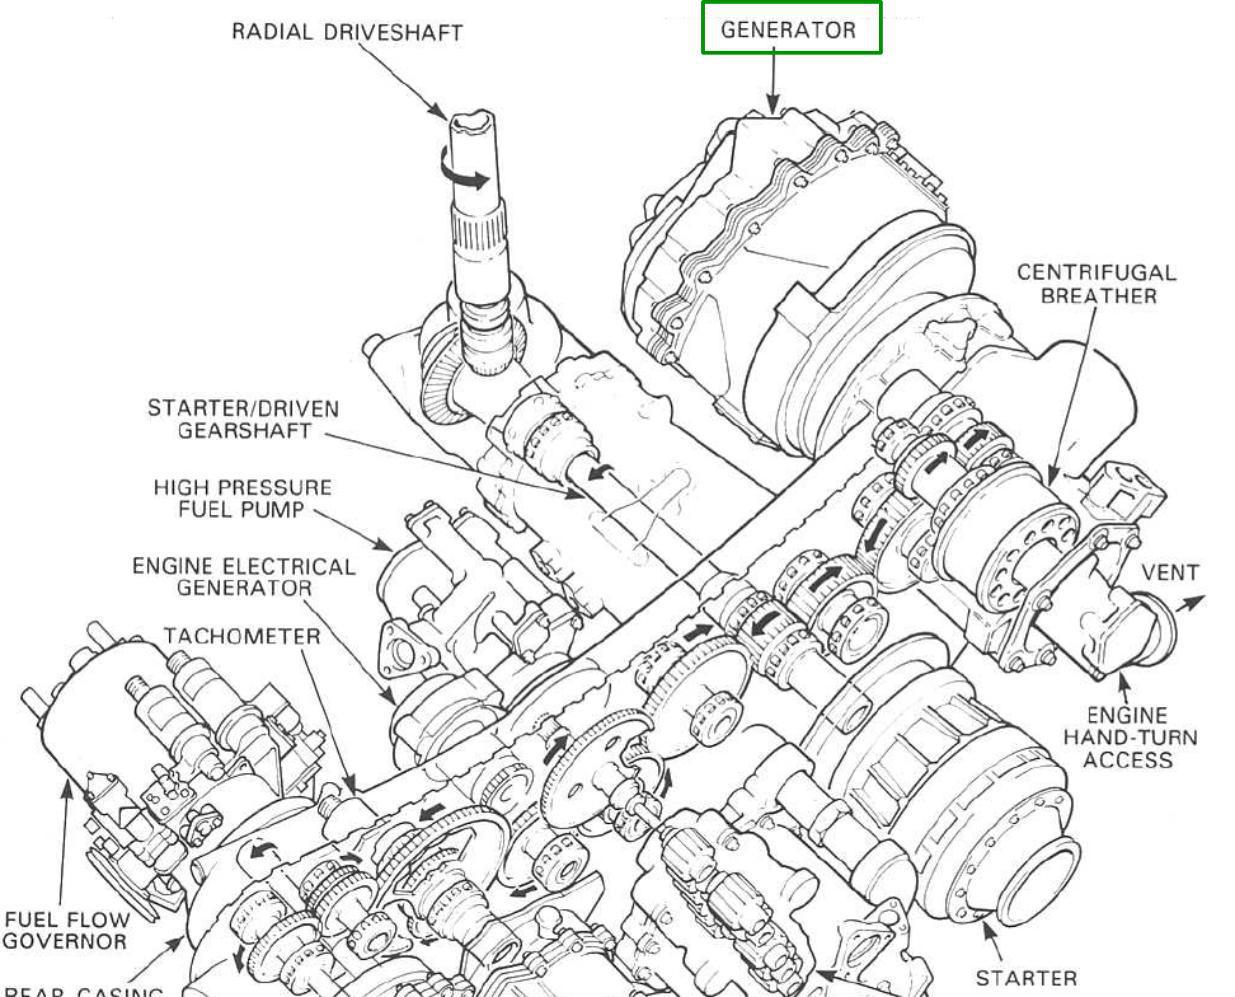 RADIAL DRIVESHAFT
GENERATOR
CENTRIFUGAL
BREATHER
STARTER/DRIVEN
GEARSHAFT
HIGH PRESSURE
FUEL PUMP
ENGINE ELECTRICAL
GENERATOR
VENT
TACHOMETER
ENGINE
HAND-TURN
ACCESS
FUEL FLOW
GOVERNOR
STARTER
REAR CASING